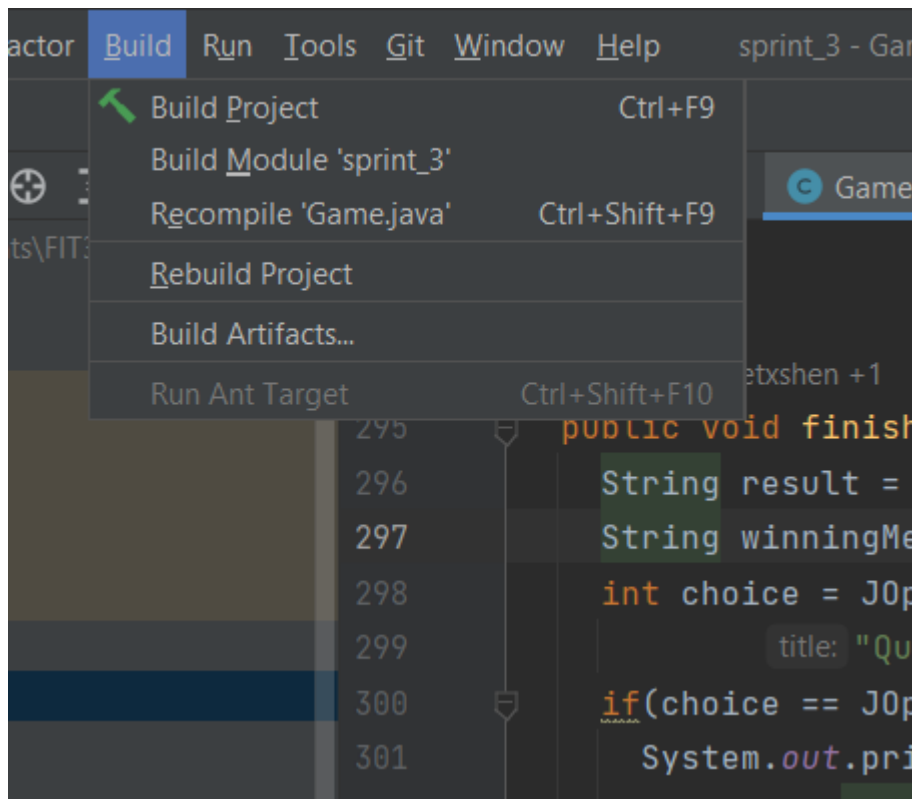 actor Build Run Tools Git Window Help sprint_3 - Gar
Build Project Ctrl+F9
Build Module 'sprint_3'
Recompile 'Game.java' Ctrl+Shift+F9
Rebuild Project
Build Artifacts...
Run Ant Target Ctrl+Shift+F10
C Game
ts\FIT3
etxshen +1
295 public void finish
296 String result =
297 String winningMe
298 int choice = JOp
299 title: "Qu
300 if(choice == JOp
301 System.out.pri